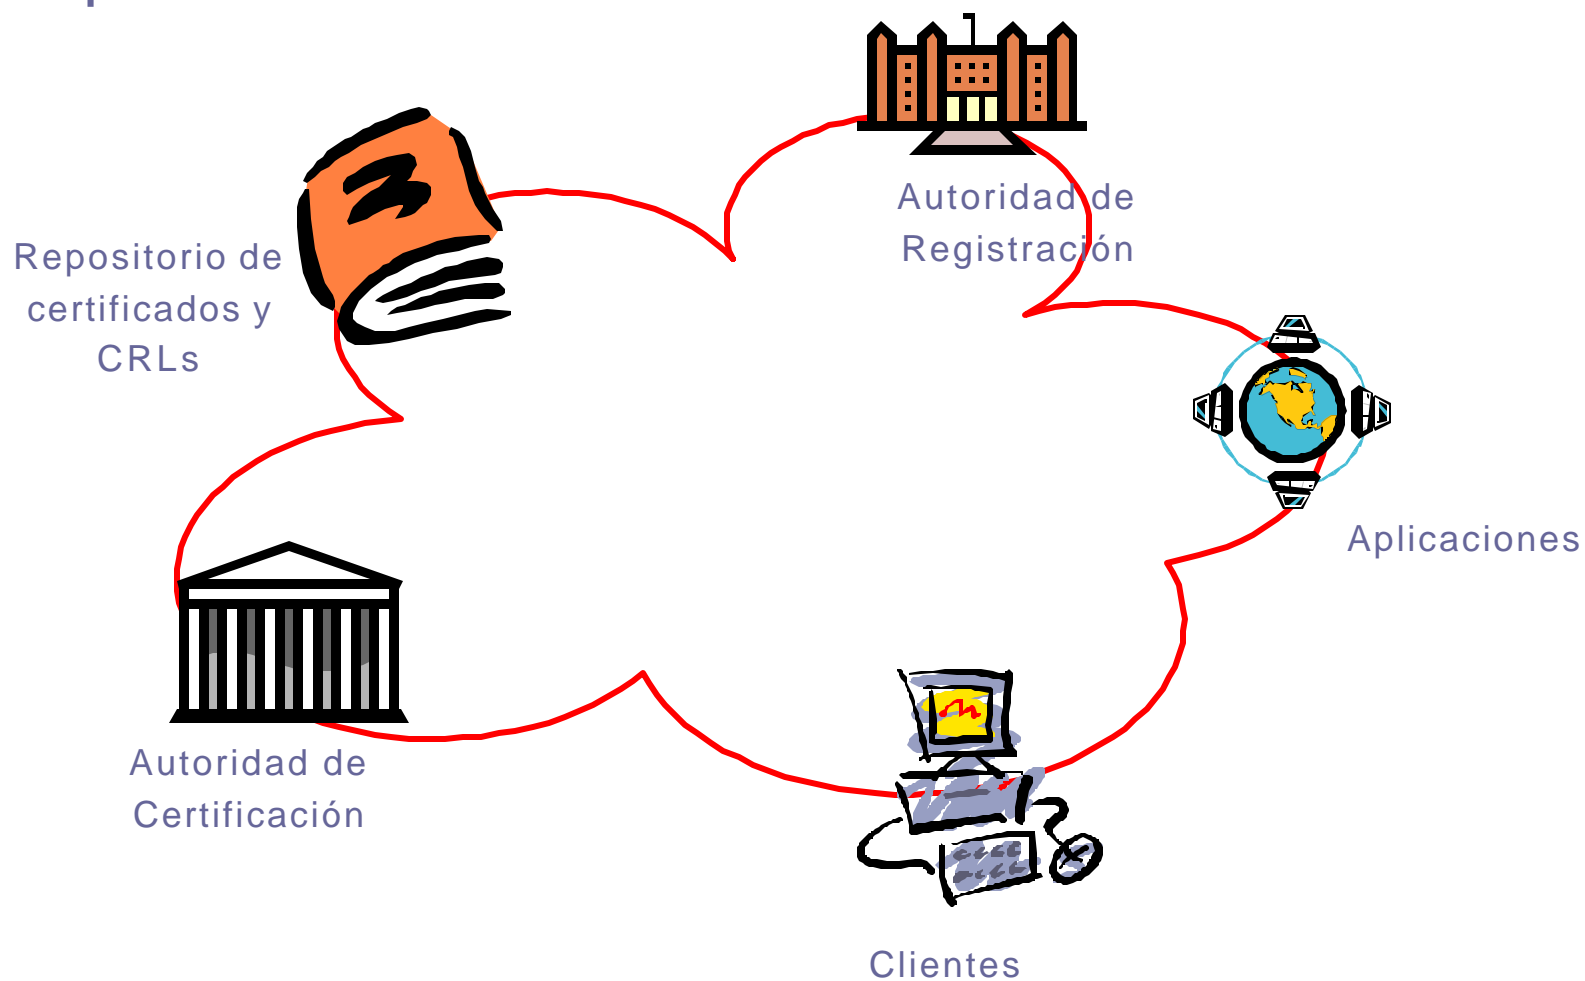 Autoridad de
Registración
Repositorio de
certificados y
CRLs
Aplicaciones
Autoridad de
Certificación
Clientes